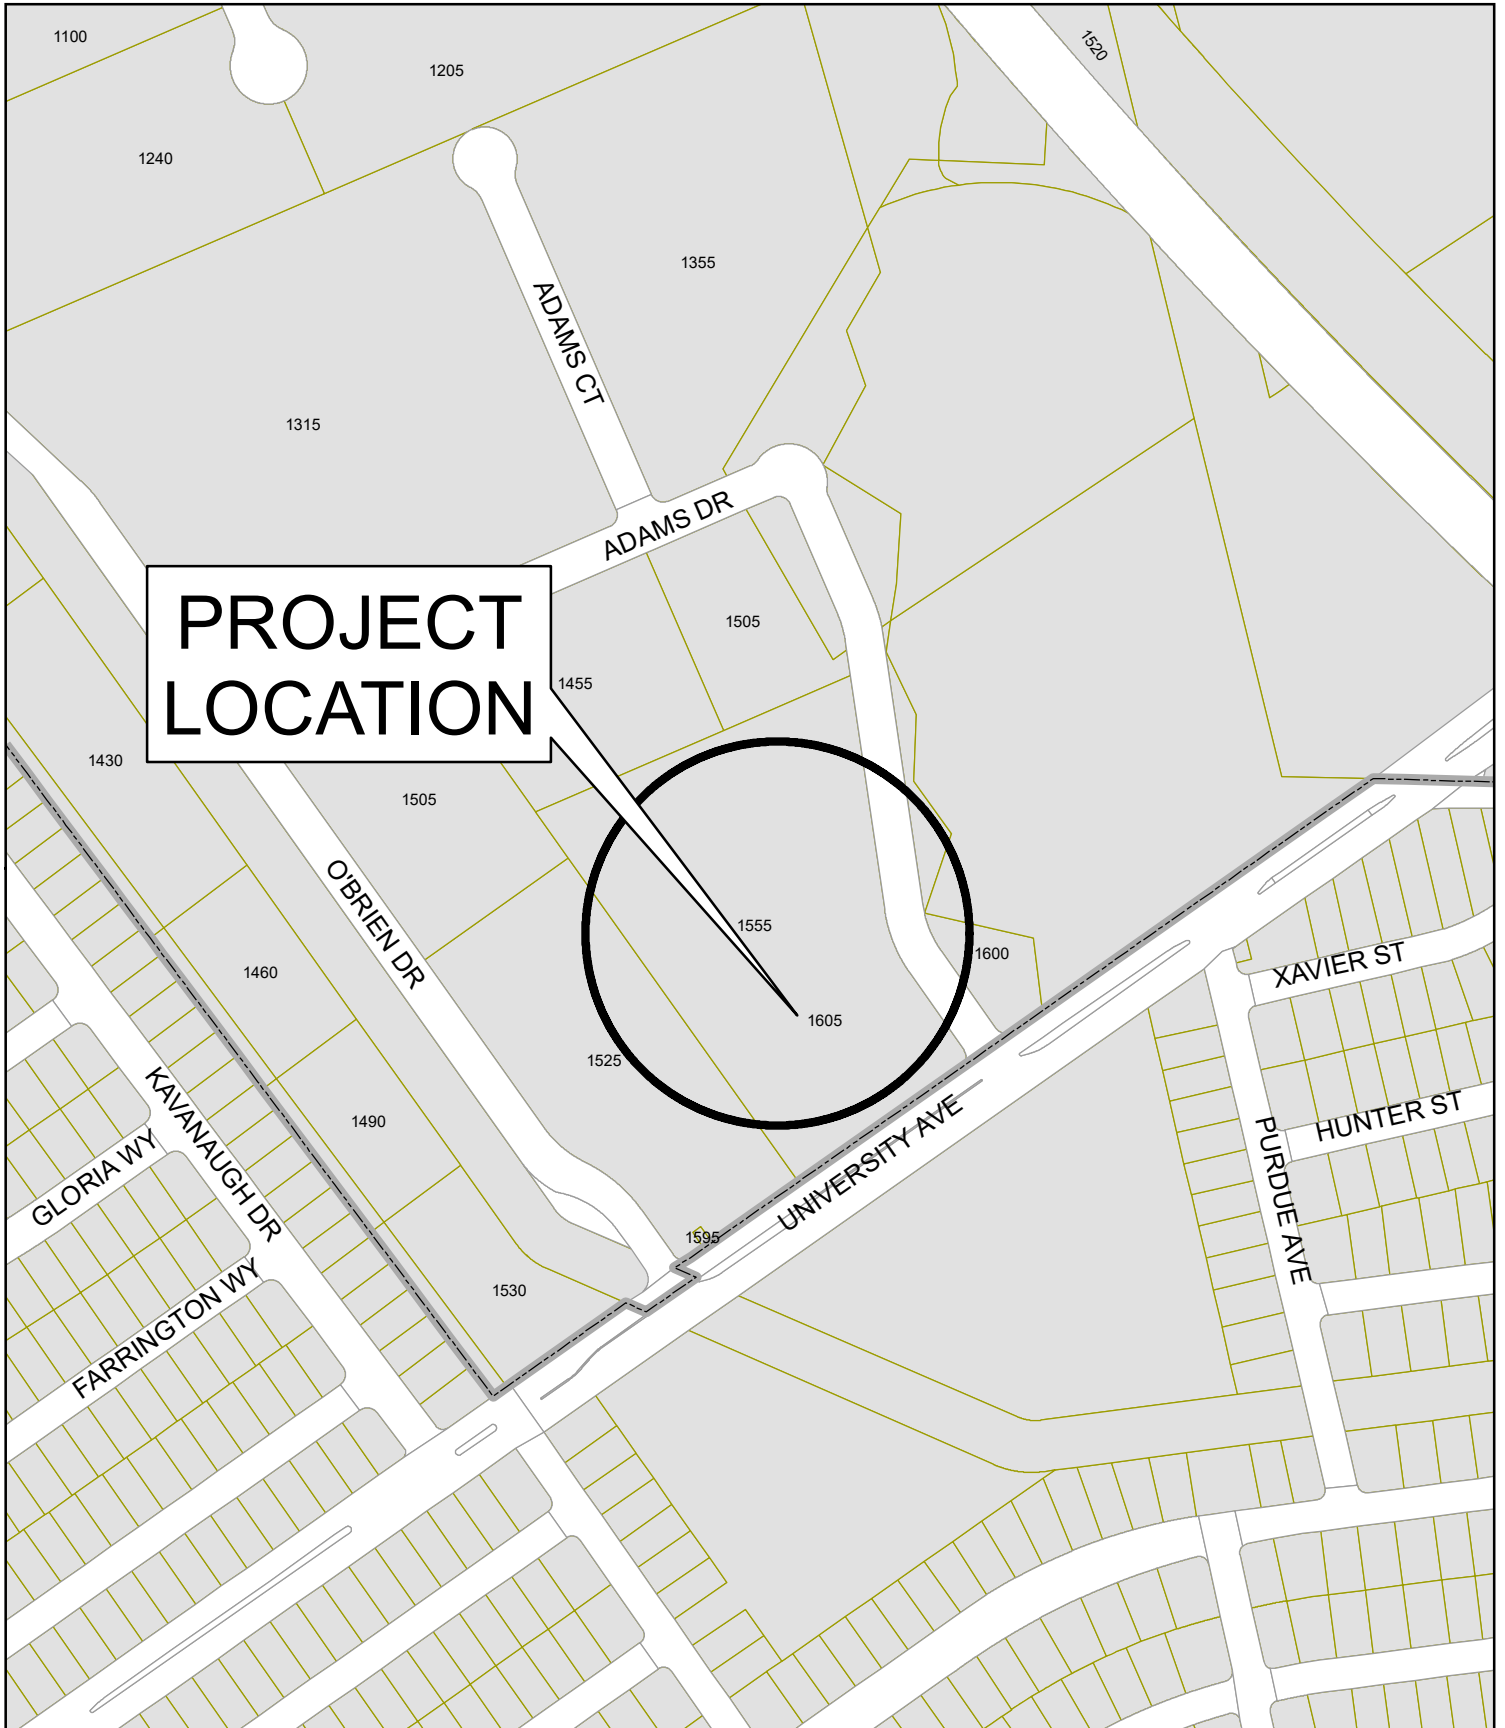 1100
1205
1520
1240
1355
ADAMS CT
1315
ADAMS DR
PROJECT
LOCATION
1505
1455
1430
1505
O'BRIEN DR
1555
1600
XAVIER ST
1460
1605
1525
KAVANAUGH DR
1490
UNIVERSITY AVE
HUNTER ST
GLORIA WY
PURDUE AVE
1595
FARRINGTON WY
1530